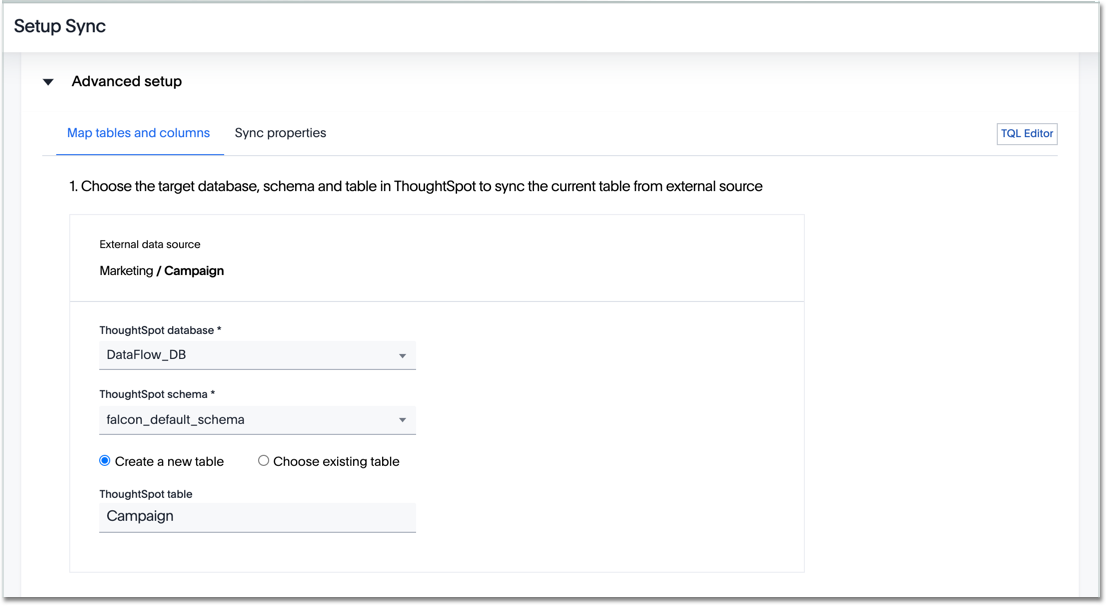 Setup Sync
Advanced setup
Map tables and columns
Sync properties
TQL Editor
1. Choose the target database, schema and table in ThoughtSpot to sync the current table from external source
External data source
Marketing / Campaign
ThoughtSpot database *
DataFlow_DB
ThoughtSpot schema *
falcon_default_schema
Create a new table
Choose existing table
ThoughtSpot table
Campaign